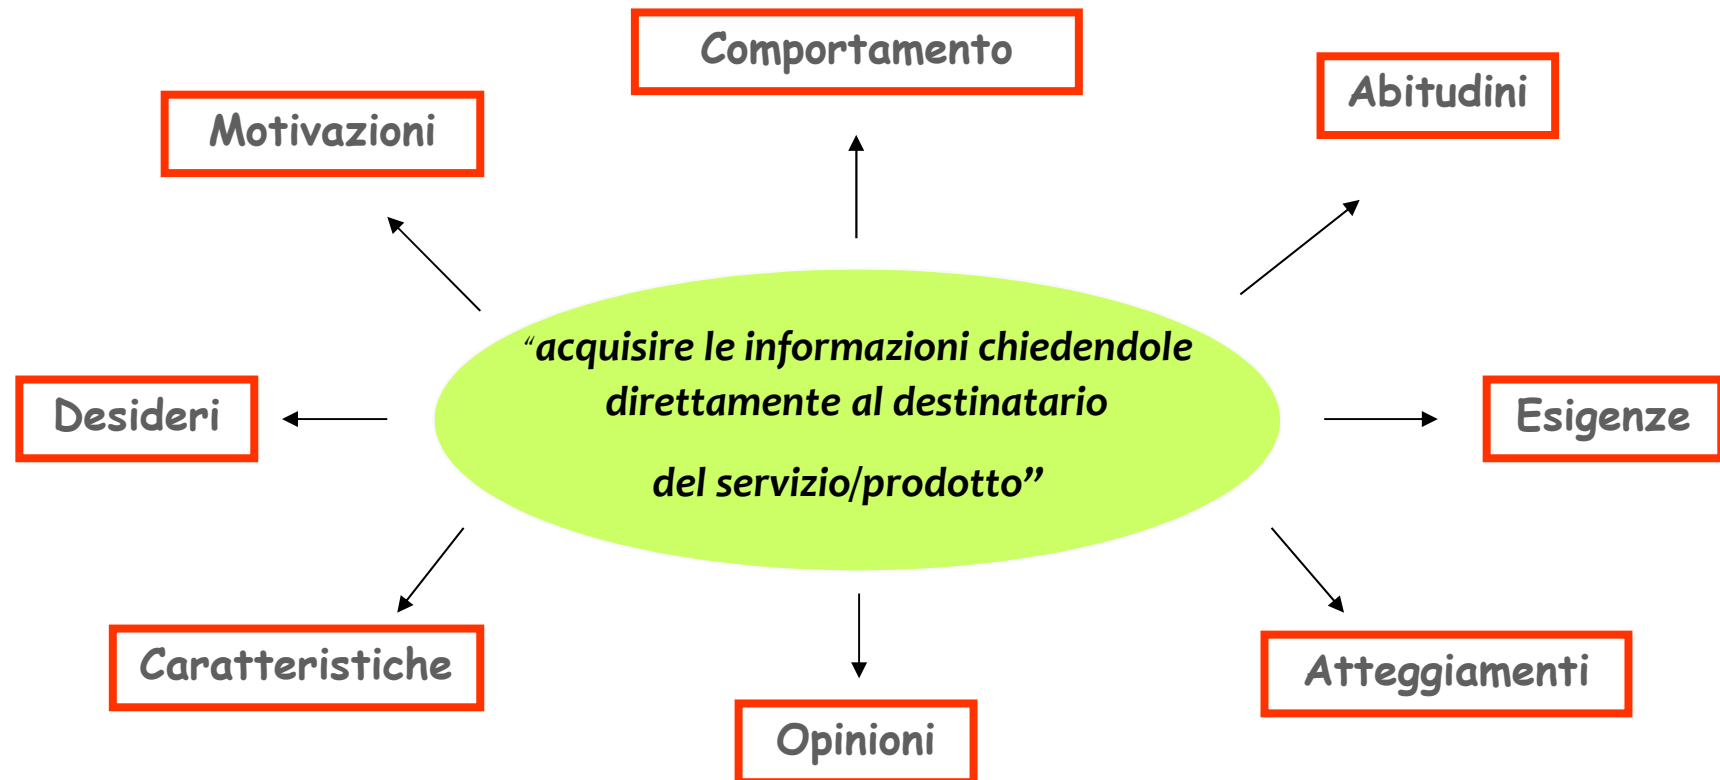 Comportamento
Abitudini
Motivazioni
“acquisire le informazioni chiedendole
direttamente al destinatario
del servizio/prodotto”
Desideri
Esigenze
Caratteristiche
Atteggiamenti
Opinioni